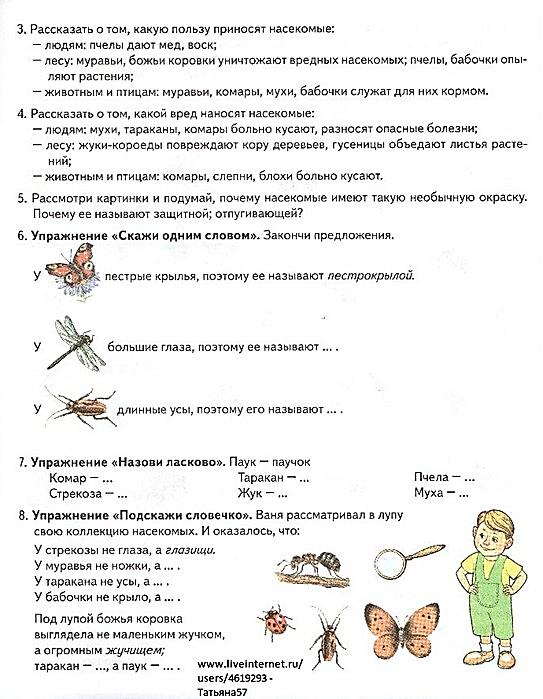 3. Рассказать о том, какую пользу приносят насекомые:
— людям: пчелы дают мед, воск;
— лесу: муравьи, божьи коровки уничтожают вредных насекомых; пчелы, бабочки опы-
ляют растения;
— животным и птицам: муравьи, комары, мухи, бабочки служат для них кормом.
4. Рассказать о том, какой вред наносят насекомые:
— людям: мухи, тараканы, комары больно кусают, разносят опасные болезни;
— лесу: жуки-короеды повреждают кору деревьев, гусеницы объедают листья расте-
ний;
— животным и птицам: комары, слепни, блохи больно кусают.
5. Рассмотри картинки и подумай, почему насекомые имеют такую необычную окраску.
Почему ее называют защитной; отпугивающей?
6. Упражнение «Скажи одним словом». Закончи предложения.
У пестрые крылья, поэтому ее называют пестрокрылой.
У большие глаза, поэтому ее называют ... .
У длинные усы, поэтому его называют ... .
7. Упражнение «Назови ласково». Паук — паучок
Комар — ... Таракан — ... Пчела — ...
Стрекоза — ... Жук — ... Муха — ...
8. Упражнение «Подскажи словечко». Ваня рассматривал в лупу
свою коллекцию насекомых. И оказалось, что:
У стрекозы не глаза, а глазищи.
У муравья не ножки, а ... .
У таракана не усы, а ... .
У бабочки не крыло, а ... .
Под лупой божья коровка
выглядела не маленьким жучком,
а огромным жучищем;
таракан — ..., а паук — ... .
www.liveinternet.ru/
users/4619293 -
Татьяна57